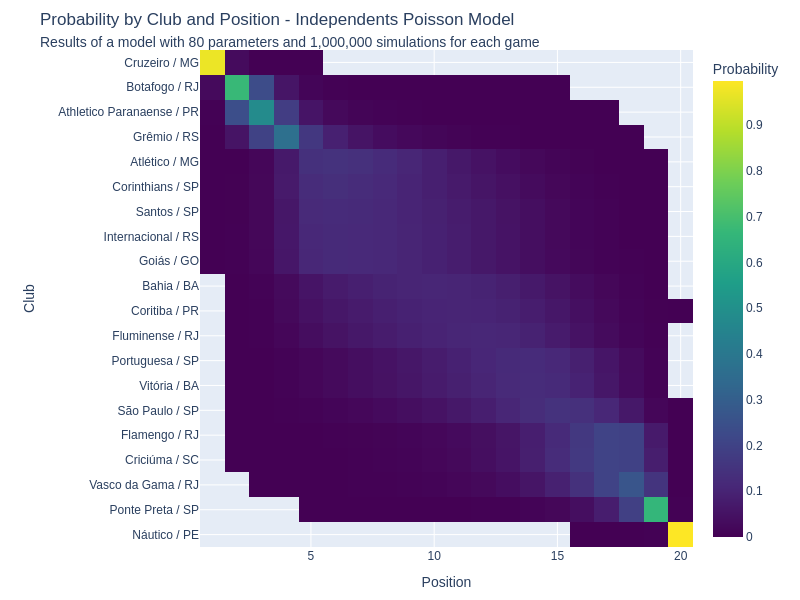 Probability by Club and Position - Independents Poisson Model
Results of a model with 80 parameters and 1,000,000 simulations for each game
Probability
Cruzeiro / MG
Botafogo / RJ
Athletico Paranaense / PR
Grêmio / RS
Atlético / MG
Corinthians / SP
Santos / SP
Internacional / RS
Goiás / GO
Bahia / BA
Coritiba / PR
Fluminense / RJ
Portuguesa / SP
Vitória / BA
São Paulo / SP
Flamengo / RJ
Criciúma / SC
Vasco da Gama / RJ
Ponte Preta / SP
Náutico / PE
Club
5
10
15
20
Position
0.9
0.8
0.7
0.6
0.5
0.4
0.3
0.2
0.1
0